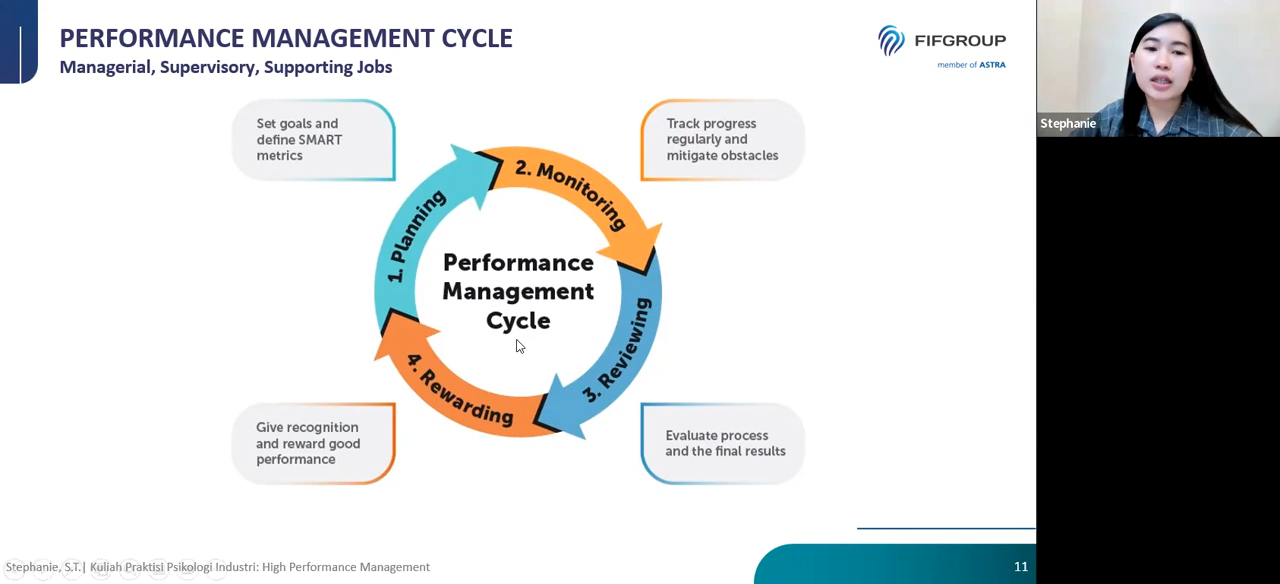 PERFORMANCE MANAGEMENT CYCLE
Managerial, Supervisory, Supporting Jobs
FIFGROUP
member of ASTRA
Stephanie
Set goals and
define SMART
metrics
Track progress
regularly and
mitigate obstacles
1. Planning
2. Monitoring
3. Reviewing
4. Rewarding
Performance
Management
Cycle
Give recognition
and reward good
performance
Evaluate process
and the final results
Stephanie, S.T.| Kuliah Praktisi Psikologi Industri: High Performance Management
11